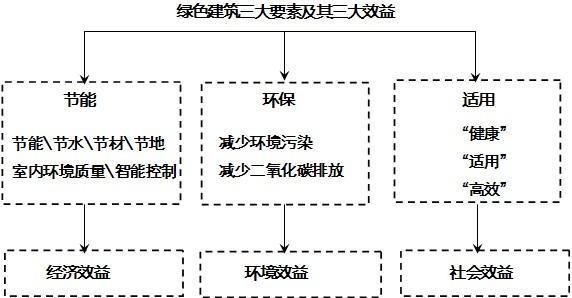 绿色建筑三大要素及其三大效益
节能
节能\节水\节材\节地
室内环境质量\智能控制
环保
减少环境污染
减少二氧化碳排放
适用
“健康”
“适用”
“高效”
经济效益
环境效益
社会效益